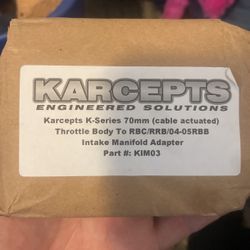 KARCEPTS
ENGINEERED SOLUTIONS
Karcepts K-Series 70mm (cable actuated)
Throttle Body To RBC/RRB/04-05RBB
Intake Manifold Adapter
Part #: KIM03